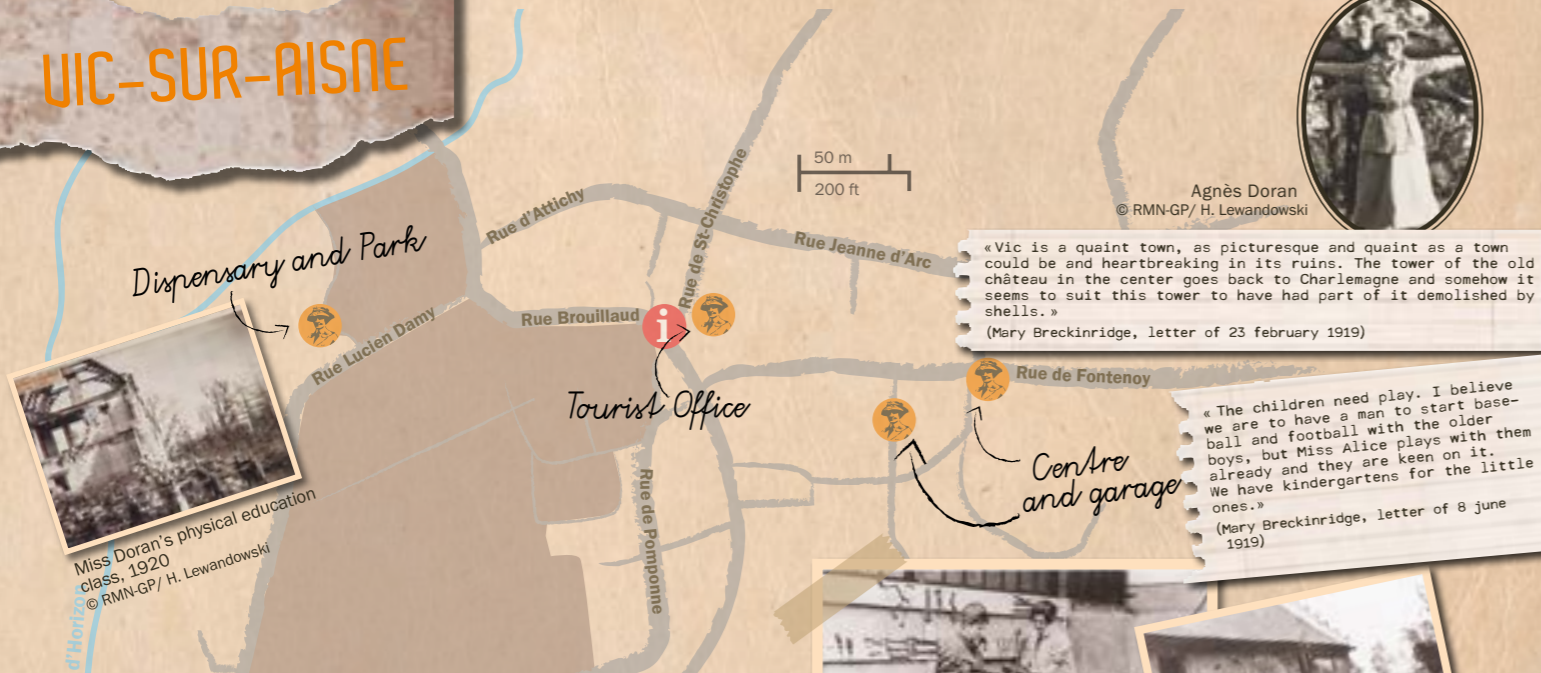 VIC-SUR-AISNE
50 m
200 ft
Agnès Doran
© RMN-GP/ H. Lewandowski
Rue d'Attichy
Rue de St-Christophe
Rue Jeanne d'Arc
« Vic is a quaint town, as picturesque and quaint as a town
could be and heartbreaking in its ruins. The tower of the old
château in the center goes back to Charlemagne and somehow it
seems to suit this tower to have had part of it demolished by
shells. »
(Mary Breckinridge, letter of 23 february 1919)
Dispensary and Park
Rue Lucien Damy
Rue Brouillaud
i
Tourist Office
Rue de Fontenoy
« The children need play. I believe
we are to have a man to start base-
ball and football with the older
boys, but Miss Alice plays with them
already and they are keen on it.
We have kindergartens for the little
ones.»
(Mary Breckinridge, letter of 8 june
1919)
Centre
and garage
Rue de Pomponne
Miss Doran's physical education
class, 1920
© RMN-GP/ H. Lewandowski
d'Horizon